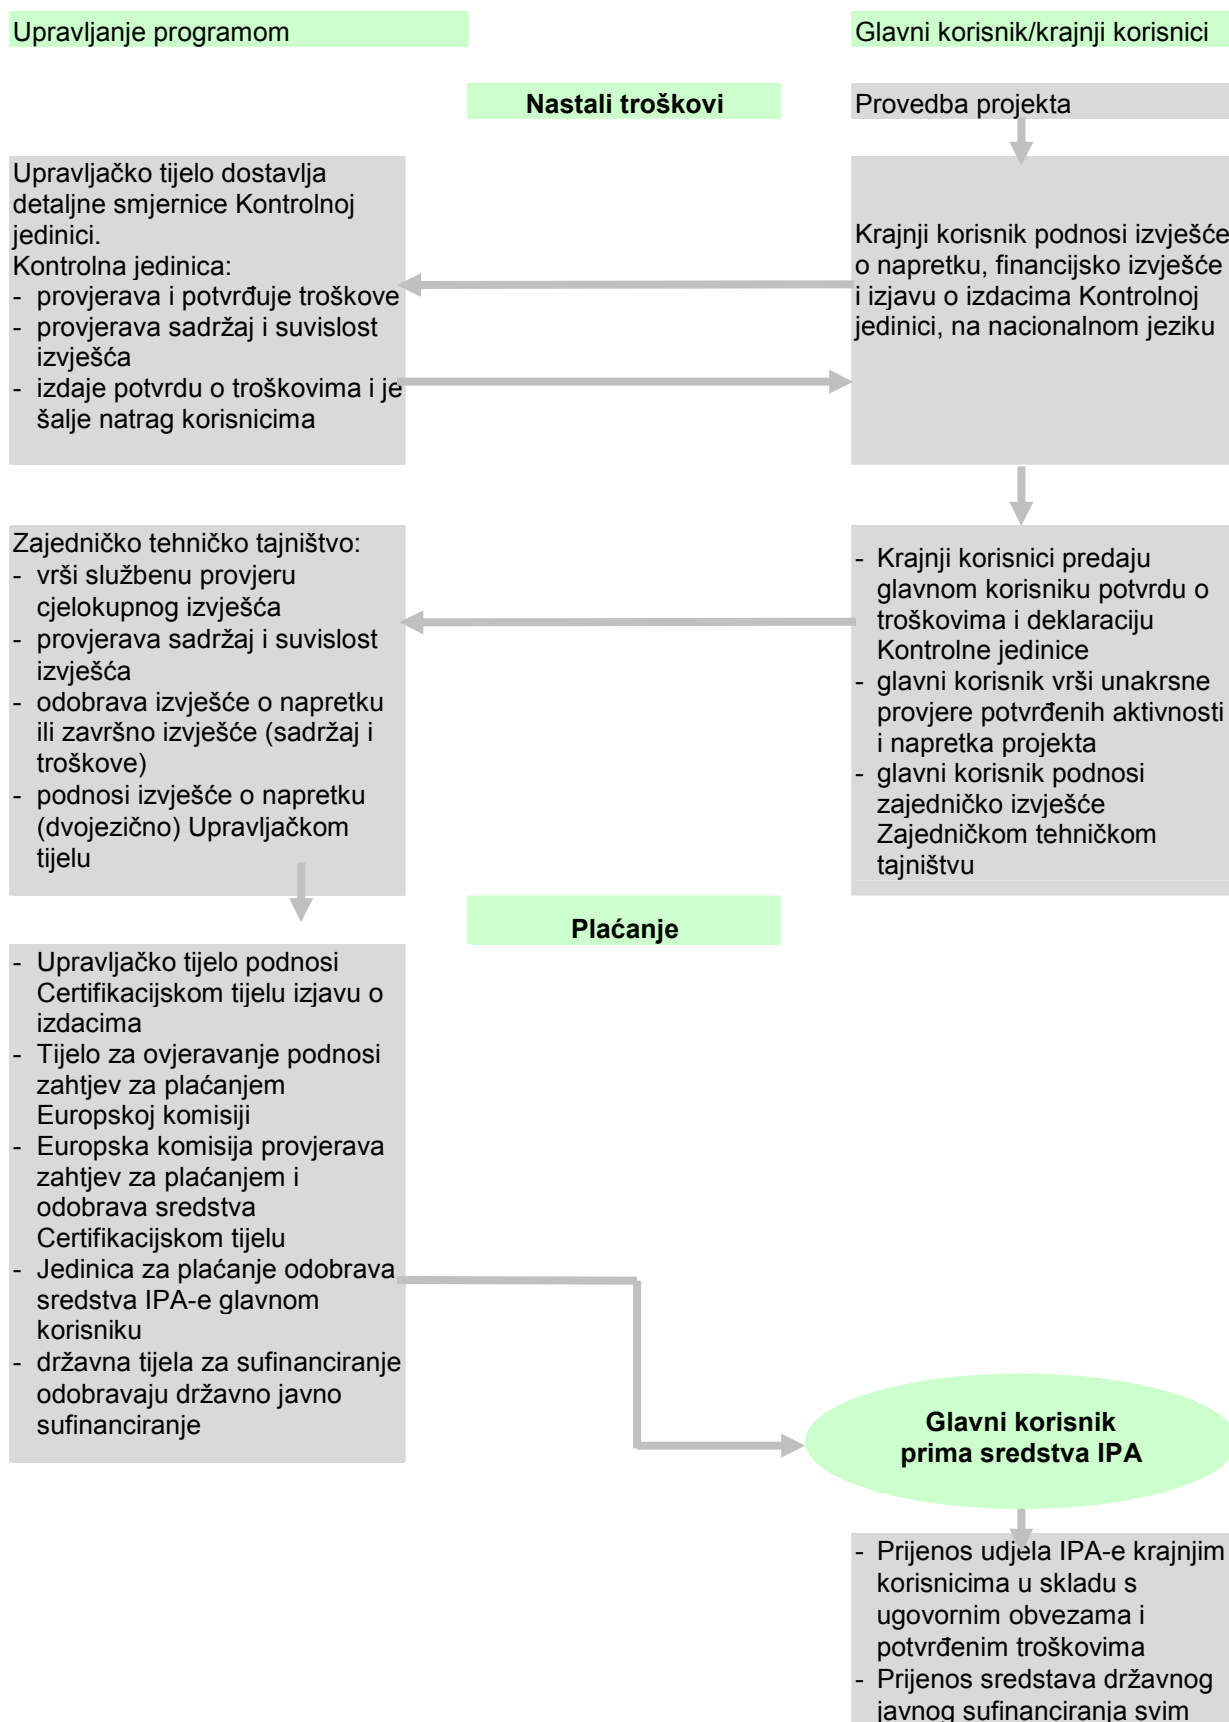 Upravljanje programom
Glavni korisnik/krajnji korisnici
Nastali troškovi
Provedba projekta
Upravljačko tijelo dostavlja
detaljne smjernice Kontrolnoj
jedinici.
Kontrolna jedinica:
- provjerava i potvrđuje troškove
- provjerava sadržaj i suvislost
izvješća
- izdaje potvrdu o troškovima i je
šalje natrag korisnicima
Krajnji korisnik podnosi izvješće
o napretku, financijsko izvješće
i izjavu o izdacima Kontrolnoj
jedinici, na nacionalnom jeziku
Zajedničko tehničko tajništvo:
- vrši službenu provjeru
cjelokupnog izvješća
- provjerava sadržaj i suvislost
izvješća
- odobrava izvješće o napretku
ili završno izvješće (sadržaj i
troškove)
- podnosi izvješće o napretku
(dvojezično) Upravljačkom
tijelu
- Krajnji korisnici predaju
glavnom korisniku potvrdu o
troškovima i deklaraciju
Kontrolne jedinice
- glavni korisnik vrši unakrsne
provjere potvrđenih aktivnosti
i napretka projekta
- glavni korisnik podnosi
zajedničko izvješće
Zajedničkom tehničkom
tajništvu
Plaćanje
- Upravljačko tijelo podnosi
Certifikacijskom tijelu izjavu o
izdacima
- Tijelo za ovjeravanje podnosi
zahtjev za plaćanjem
Europskoj komisiji
- Europska komisija provjerava
zahtjev za plaćanjem i
odobrava sredstva
Certifikacijskom tijelu
- Jedinica za plaćanje odobrava
sredstva IPA-e glavnom
korisniku
- državna tijela za sufinanciranje
odobravaju državno javno
sufinanciranje
Glavni korisnik
prima sredstva IPA
- Prijenos udjela IPA-e krajnjim
korisnicima u skladu s
ugovornim obvezama i
potvrđenim troškovima
- Prijenos sredstava državnog
javnog sufinanciranja svim